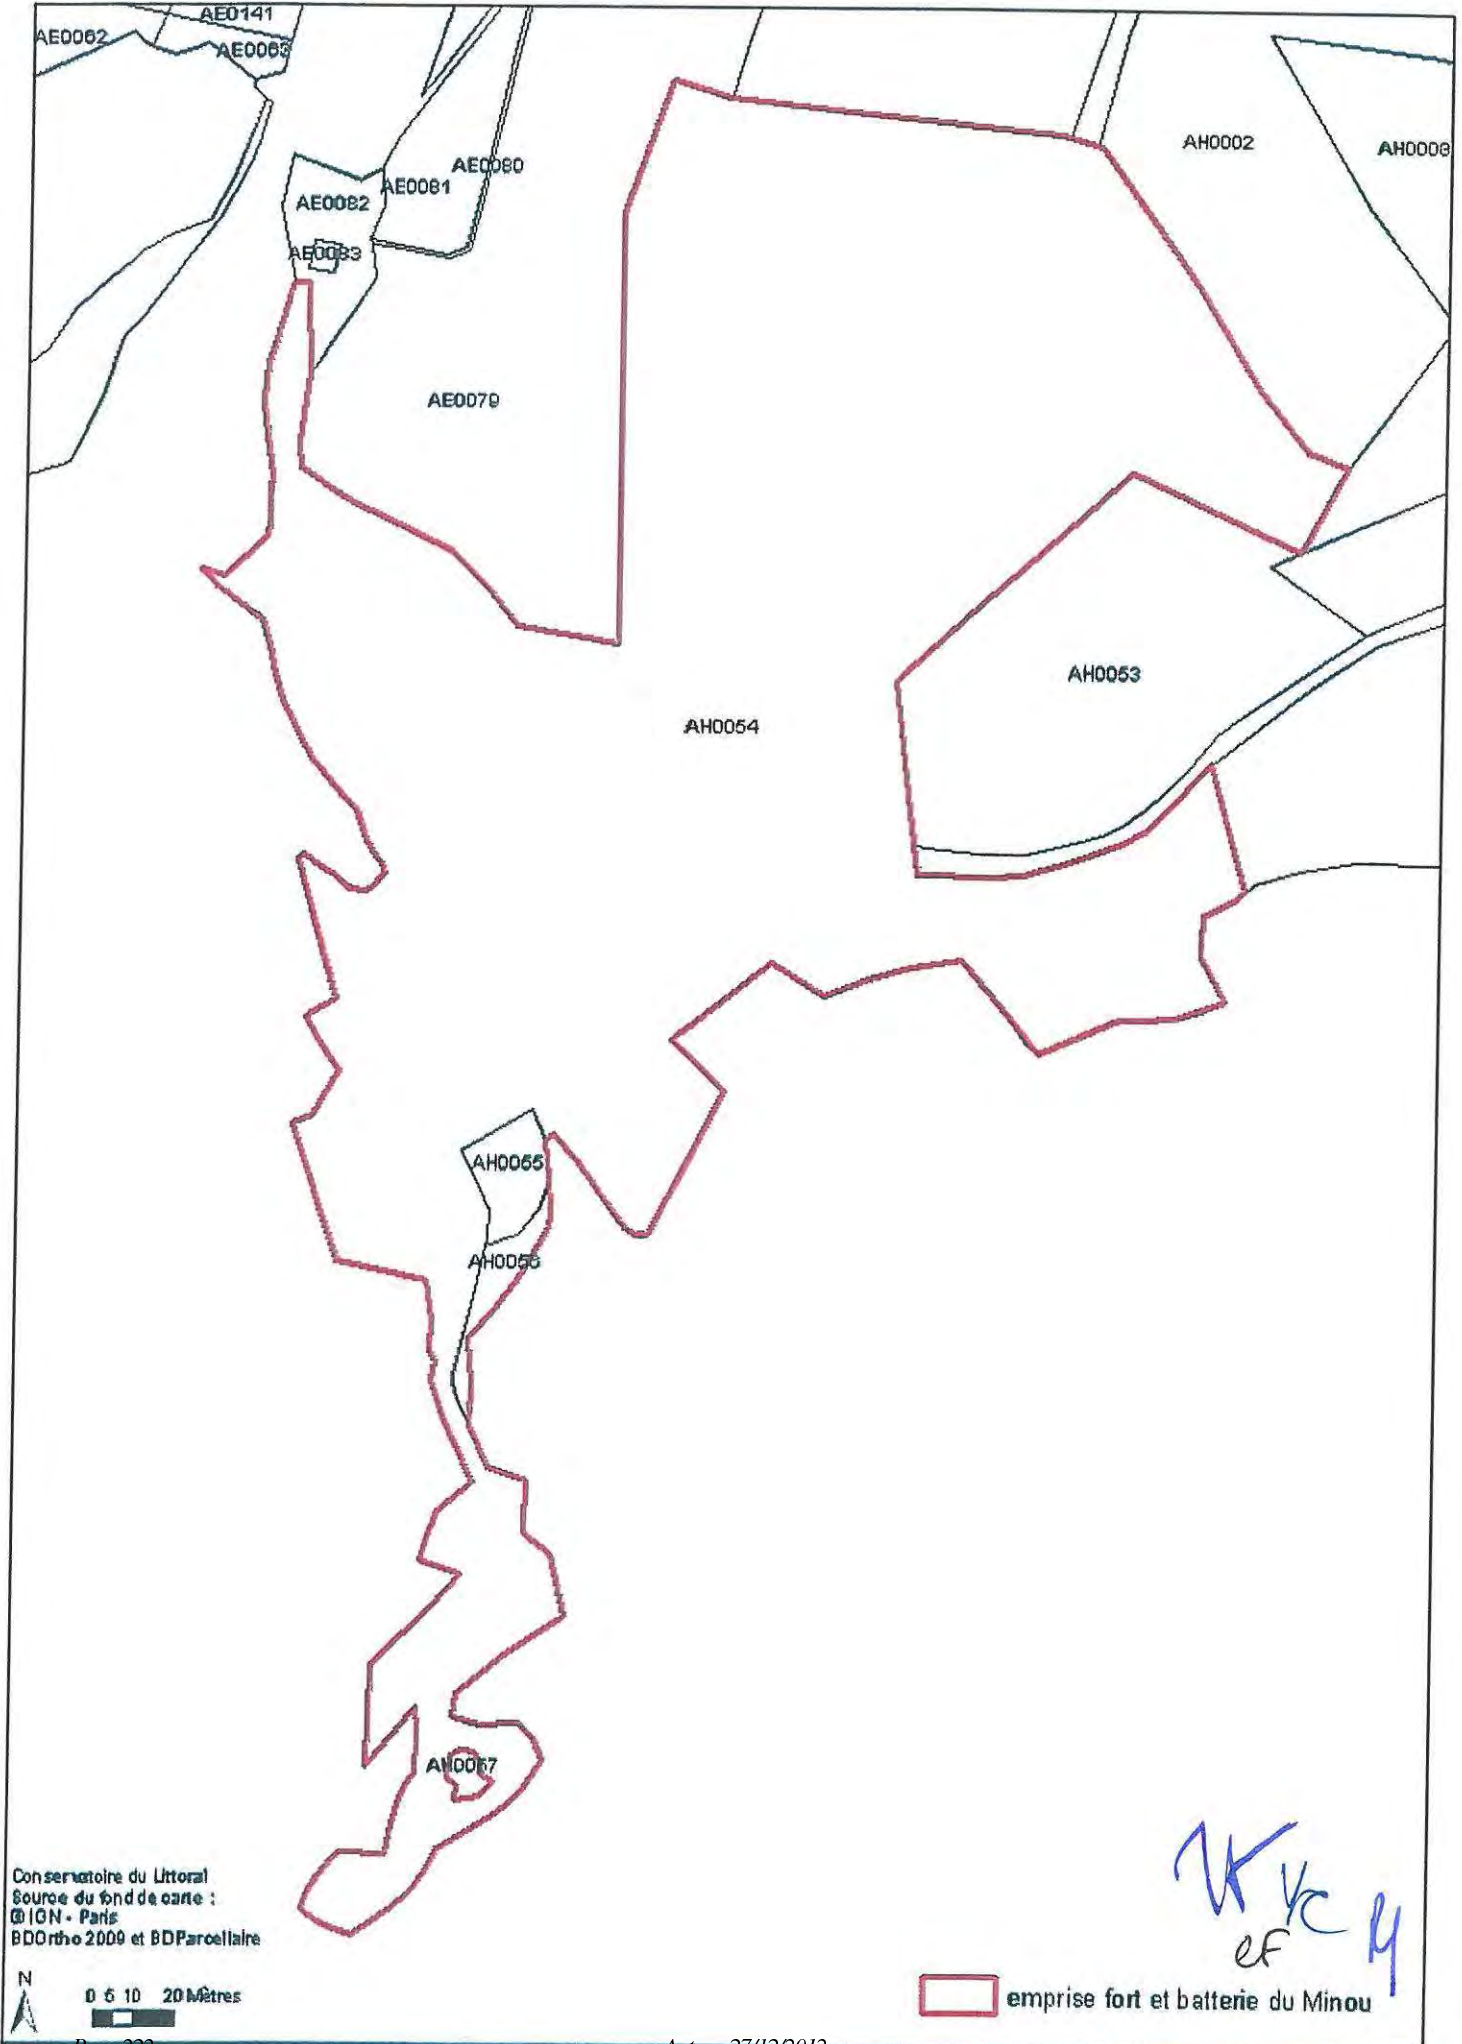 AE0141
AE0062
AE0063
AH0002
AH0008
AE0080
AE0081
AE0082
AE0083
AE0079
AH0053
AH0054
AH0055
AH0056
AH0057
Conservatoire du Littoral
Source du fond de carte :
© IGN - Paris
BDOrtho 2009 et BDParcellaire
N
0 5 10 20 Mètres
emprise fort et batterie du Minou